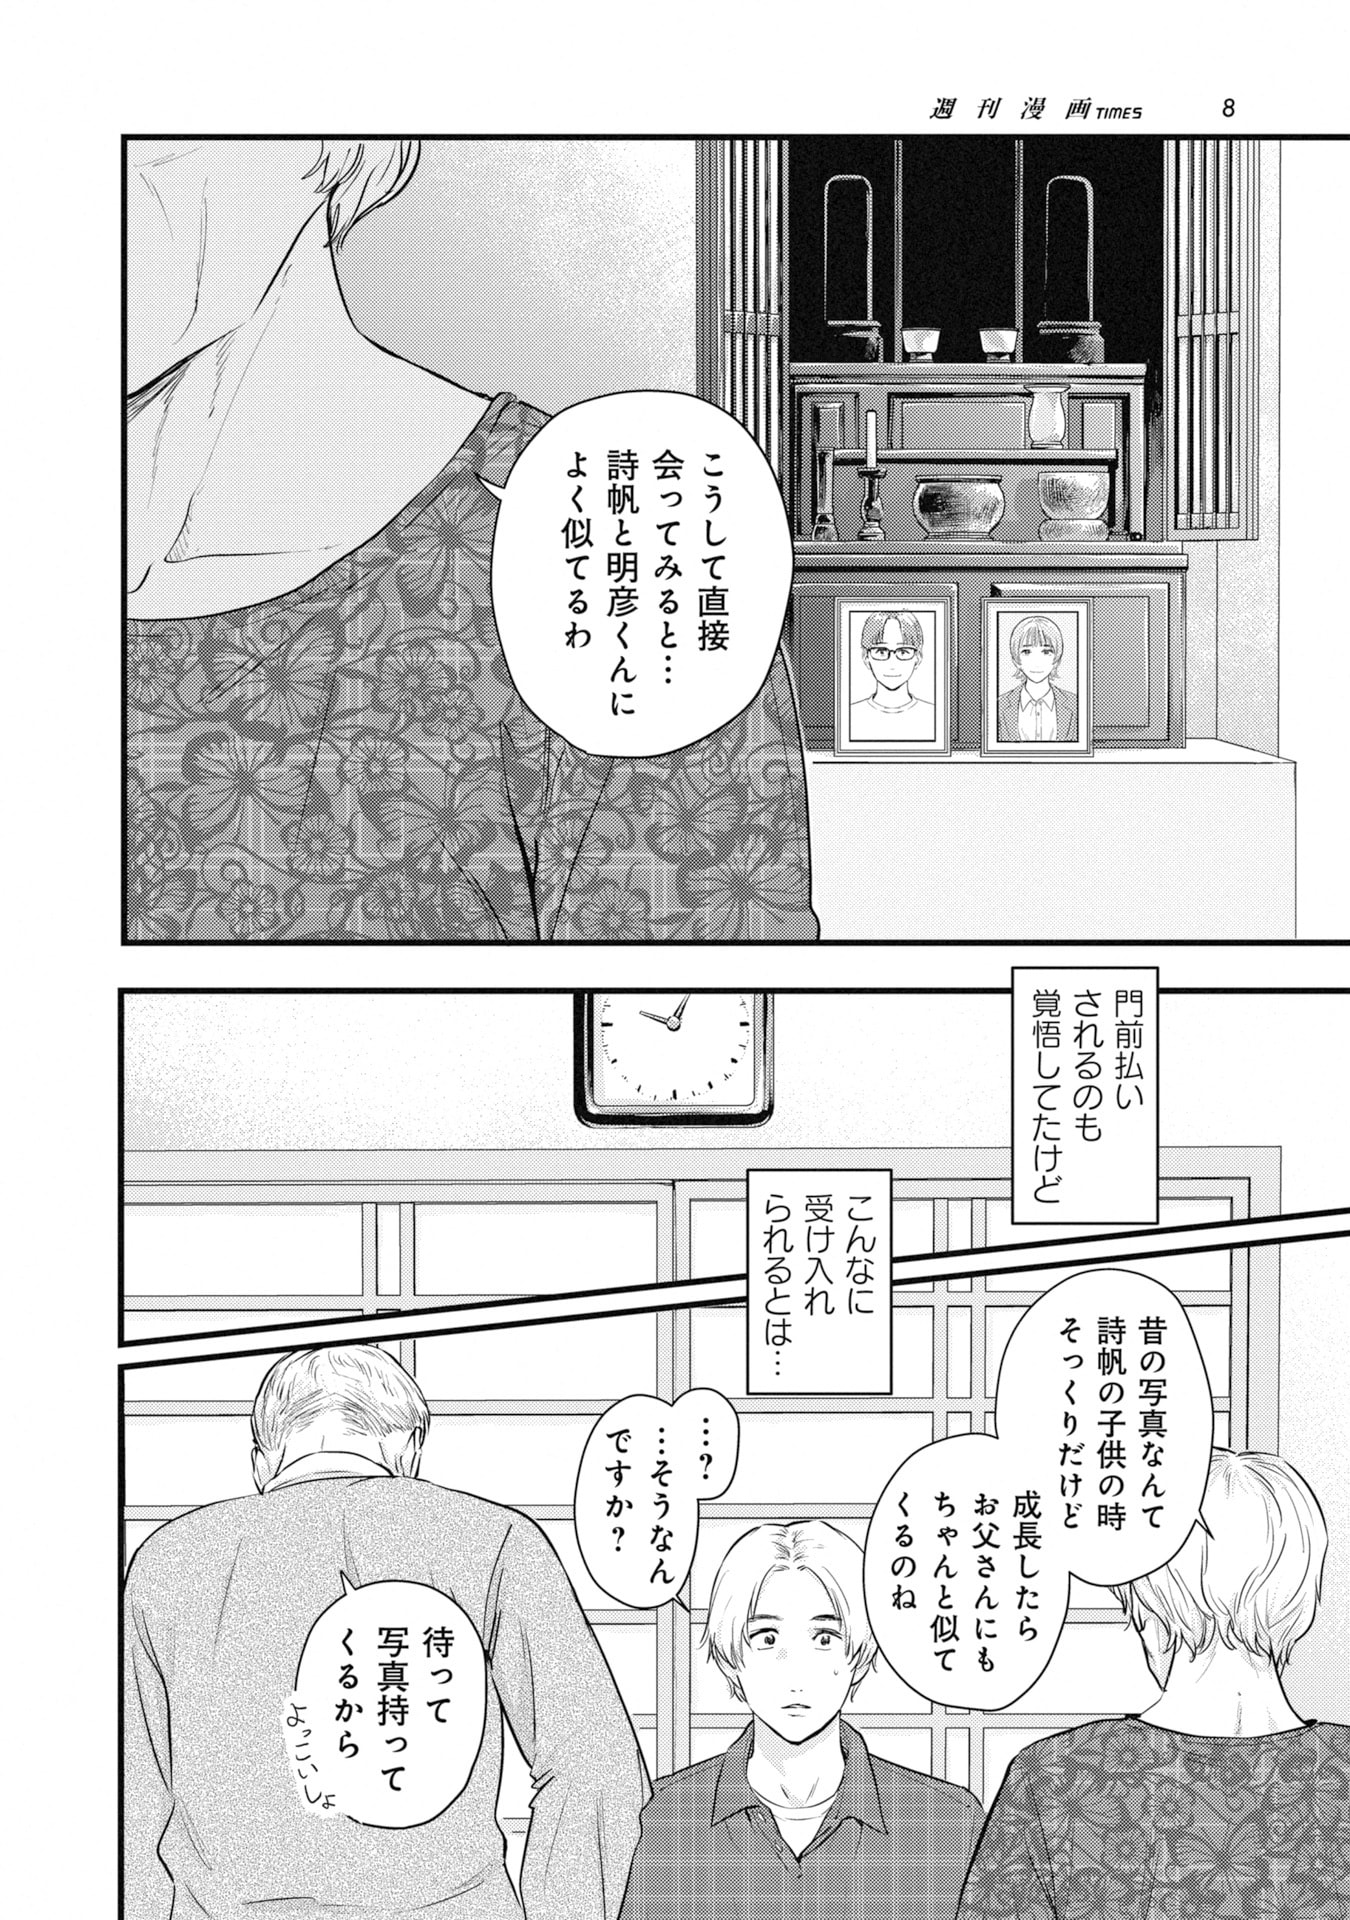 週刊漫画TIMES
8
こうして直接
会ってみると…
詩帆と明彦くんに
よく似てるわ
門前払い
されるのも
覚悟してたけど
こんなに
受け入れ
られるとは…
昔の写真なんて
詩帆の子供の時
そっくりだけど
成長したら
お父さんにも
ちゃんと似て
くるのね
…?
…そうなん
ですか?
待って
写真持って
くるから
よっこいしょ